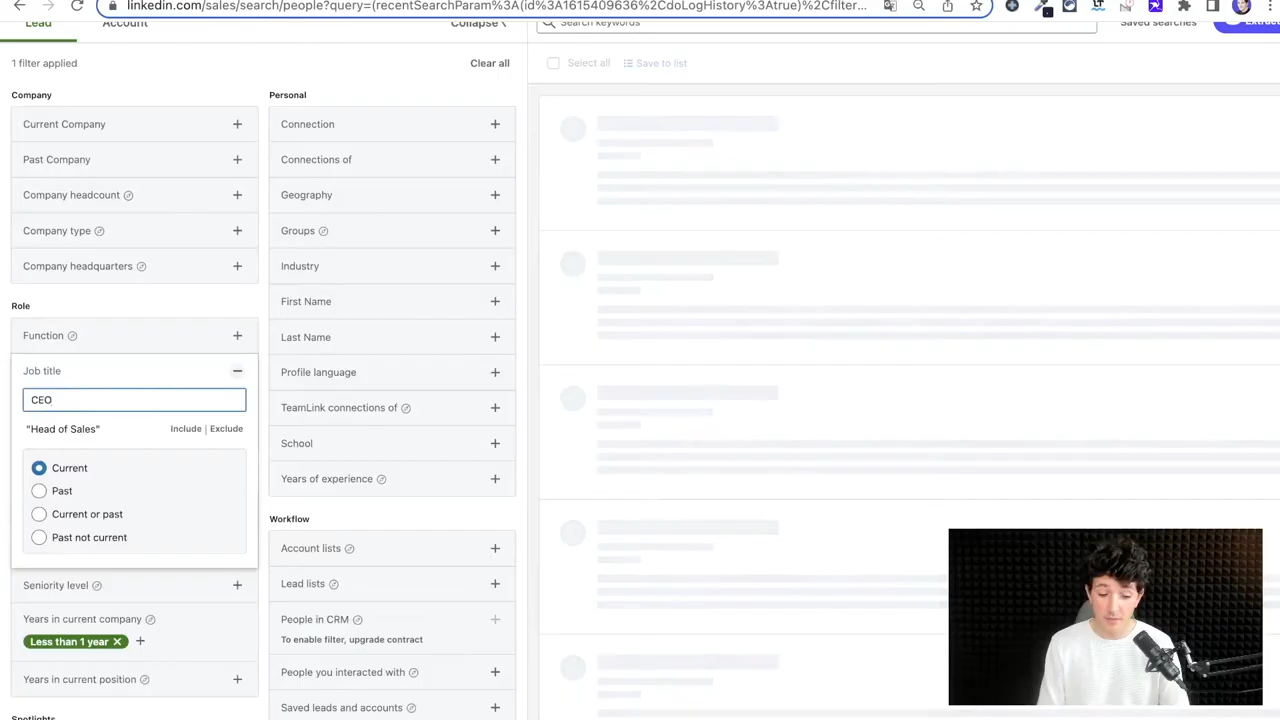 linkedin.com/sales/search/people?query=(recentSearchParam%3A(id%3A1615409636%2CdoLogHistory%3Atrue)%2Cfilter...
Lead
Account
Collapse
Search keywords
Saved searches
1 filter applied
Clear all
Select all
Save to list
Company
Current Company
Past Company
Company headcount
Company type
Company headquarters
Role
Function
Job title
CEO
"Head of Sales"
Include | Exclude
Current
Past
Current or past
Past not current
Seniority level
Years in current company
Less than 1 year
Years in current position
Spotlights
Personal
Connection
Connections of
Geography
Groups
Industry
First Name
Last Name
Profile language
TeamLink connections of
School
Years of experience
Workflow
Account lists
Lead lists
People in CRM
To enable filter, upgrade contract
People you interacted with
Saved leads and accounts